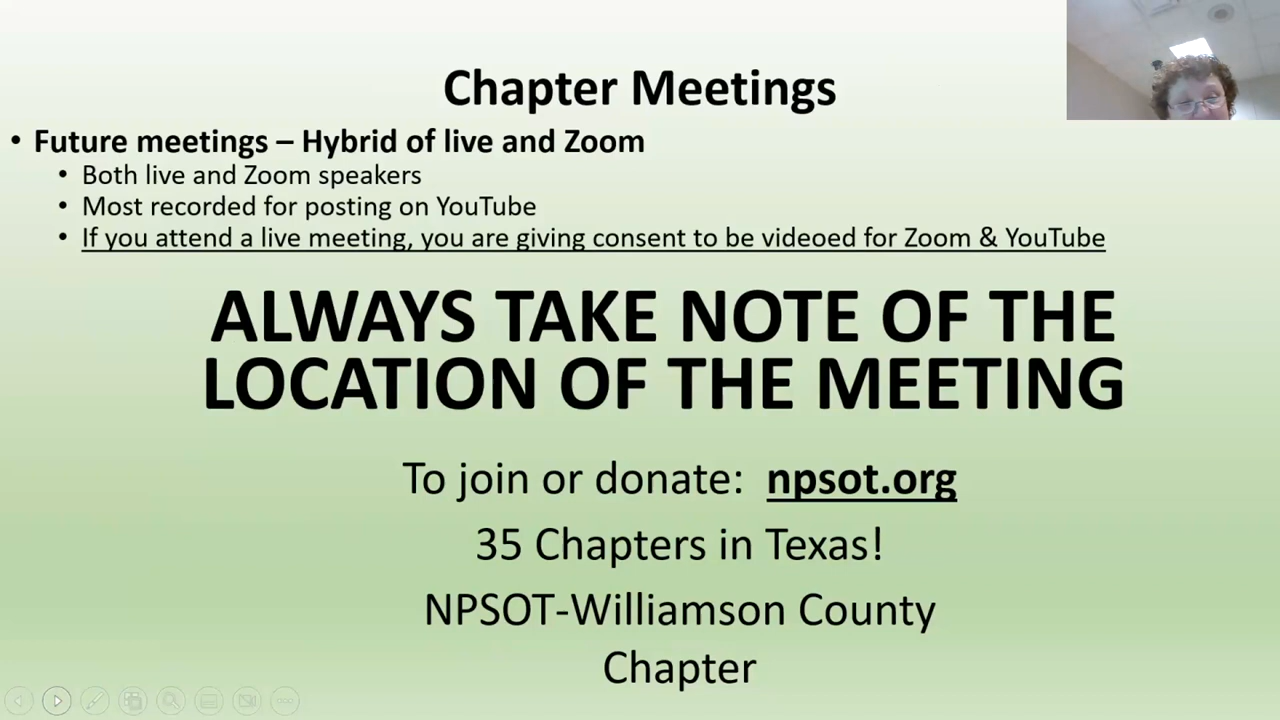 Chapter Meetings
• Future meetings – Hybrid of live and Zoom
• Both live and Zoom speakers
• Most recorded for posting on YouTube
• If you attend a live meeting, you are giving consent to be videoed for Zoom & YouTube
ALWAYS TAKE NOTE OF THE
LOCATION OF THE MEETING
To join or donate: npsot.org
35 Chapters in Texas!
NPSOT-Williamson County
Chapter